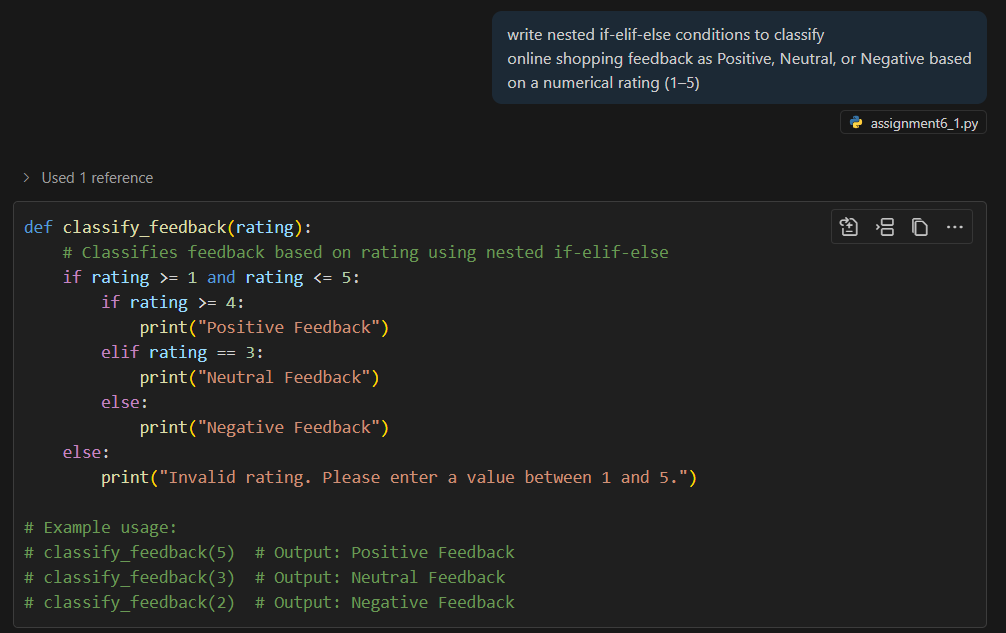 write nested if-elif-else conditions to classify
online shopping feedback as Positive, Neutral, or Negative based
on a numerical rating (1–5)
assignment6_1.py
Used 1 reference
def classify_feedback(rating):
    # Classifies feedback based on rating using nested if-elif-else
    if rating >= 1 and rating <= 5:
        if rating >= 4:
            print("Positive Feedback")
        elif rating == 3:
            print("Neutral Feedback")
        else:
            print("Negative Feedback")
    else:
        print("Invalid rating. Please enter a value between 1 and 5.")

# Example usage:
# classify_feedback(5)  # Output: Positive Feedback
# classify_feedback(3)  # Output: Neutral Feedback
# classify_feedback(2)  # Output: Negative Feedback